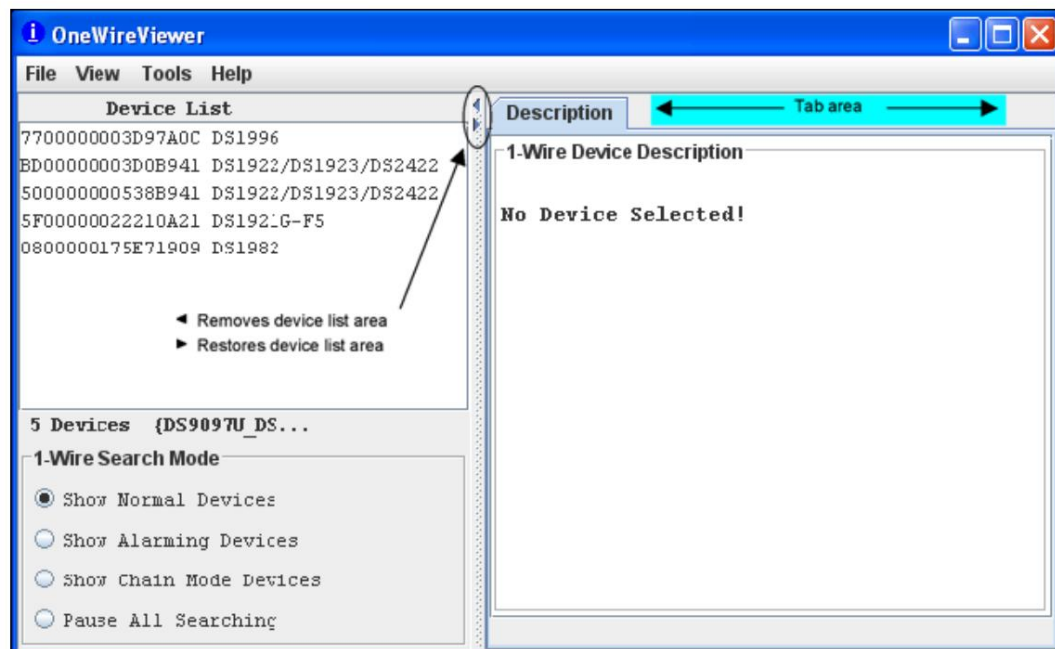 OneWireViewer
File View Tools Help
Device List
7700000003D97A0C DS1996
BD00000003D0B941 DS1922/DS1923/DS2422
500000000538B941 DS1922/DS1923/DS2422
5F00000022210A21 DS1921G-F5
0800000175E71909 DS1982
◄ Removes device list area
► Restores device list area
5 Devices {DS9097U_DS...
1-Wire Search Mode
Show Normal Devices
Show Alarming Devices
Show Chain Mode Devices
Pause All Searching
Description
Tab area
1-Wire Device Description
No Device Selected!